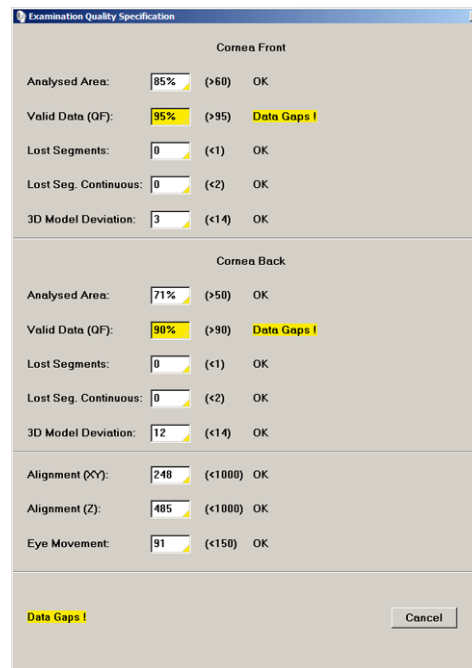 Examination Quality Specification
Cornea Front
Analysed Area: 85% (>60) OK
Valid Data (QF): 95% (>95) Data Gaps !
Lost Segments: 0 (<1) OK
Lost Seg. Continuous: 0 (<2) OK
3D Model Deviation: 3 (<14) OK
Cornea Back
Analysed Area: 71% (>50) OK
Valid Data (QF): 90% (>90) Data Gaps !
Lost Segments: 0 (<1) OK
Lost Seg. Continuous: 0 (<2) OK
3D Model Deviation: 12 (<14) OK
Alignment (XY): 248 (<1000) OK
Alignment (Z): 485 (<1000) OK
Eye Movement: 91 (<150) OK
Data Gaps ! Cancel